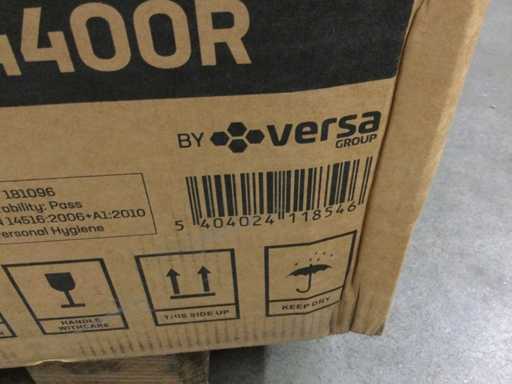 400R
BY versa
GROUP
181096
ability: Pass
14516:2006+A1:2010
ersonal Hygiene
5 404024 118546
HANDLE
WITH CARE
THIS SIDE UP
KEEP DRY